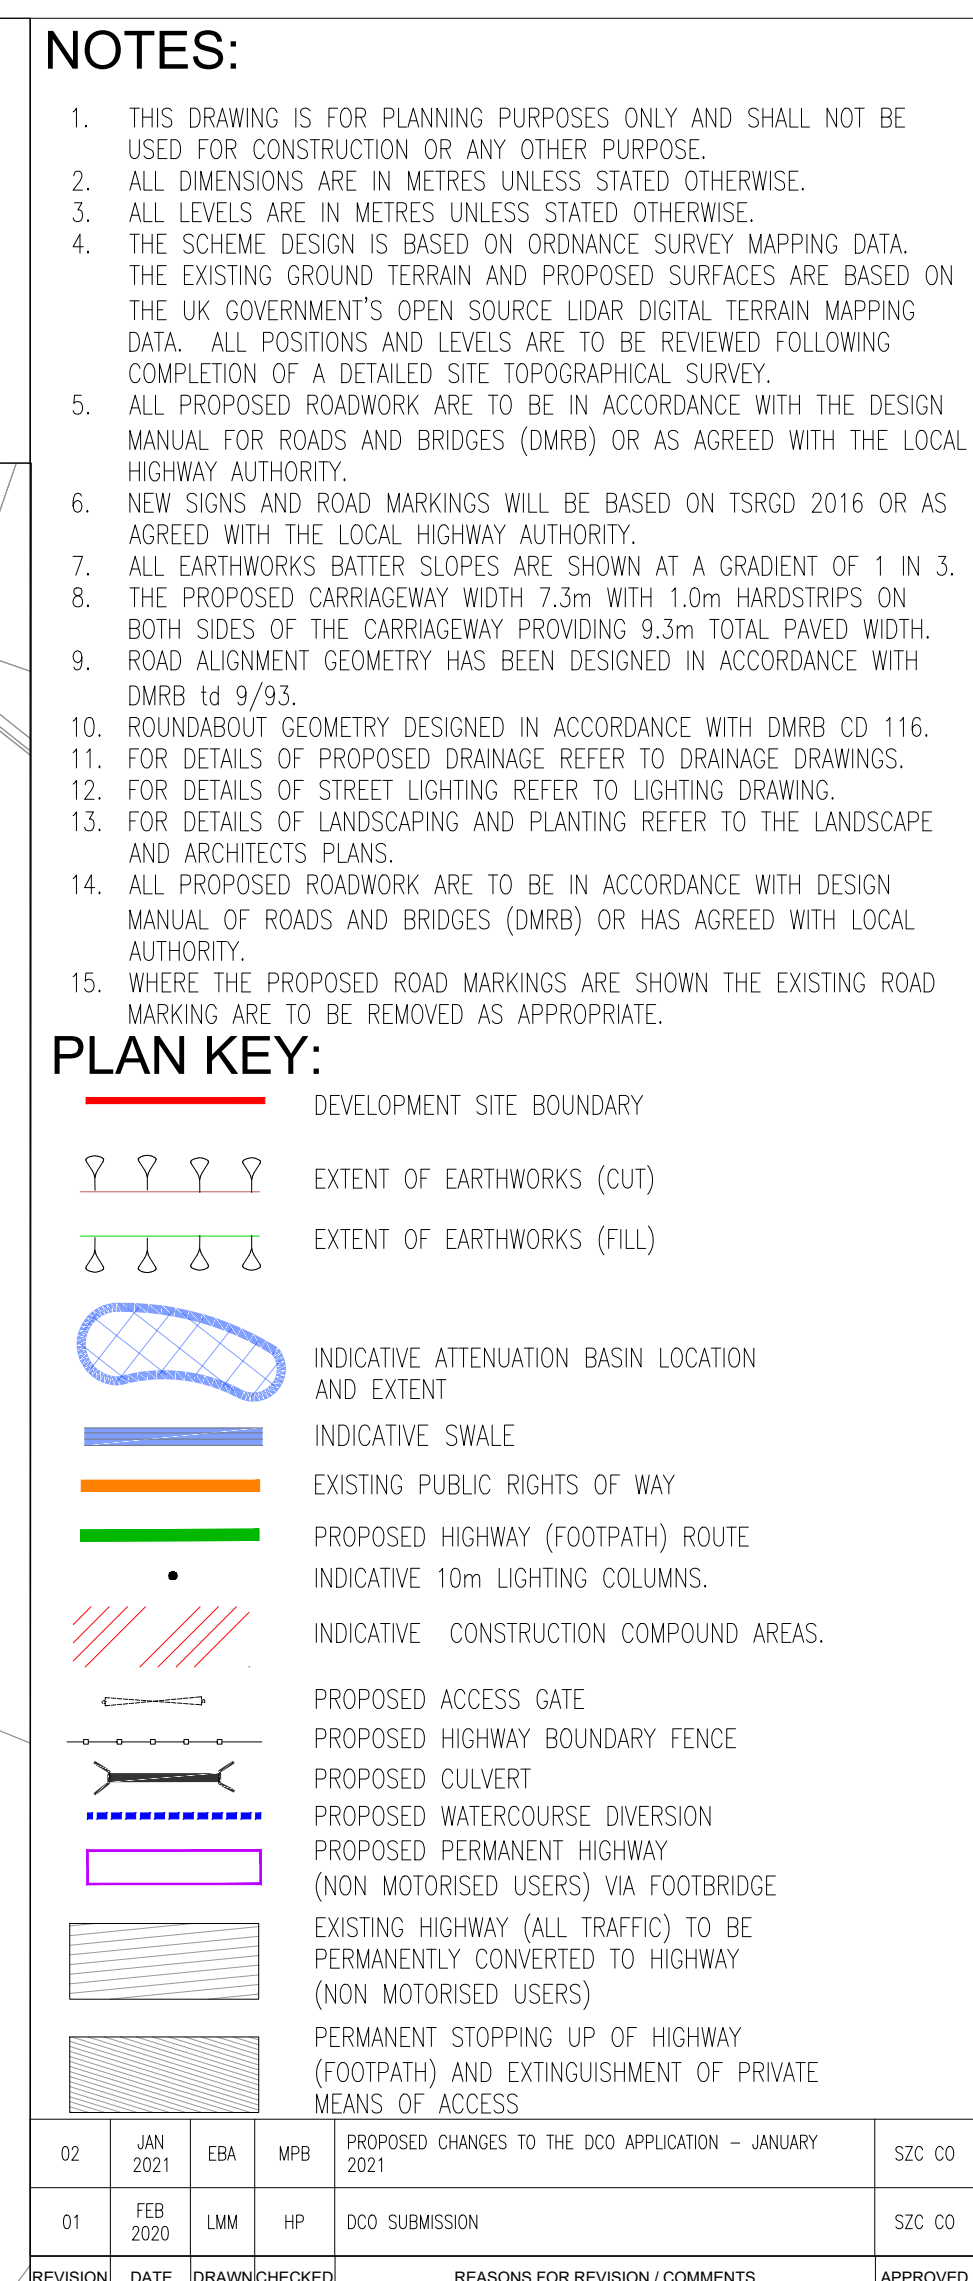 NOTES:
1. THIS DRAWING IS FOR PLANNING PURPOSES ONLY AND SHALL NOT BE
USED FOR CONSTRUCTION OR ANY OTHER PURPOSE.
2. ALL DIMENSIONS ARE IN METRES UNLESS STATED OTHERWISE.
3. ALL LEVELS ARE IN METRES UNLESS STATED OTHERWISE.
4. THE SCHEME DESIGN IS BASED ON ORDNANCE SURVEY MAPPING DATA.
THE EXISTING GROUND TERRAIN AND PROPOSED SURFACES ARE BASED ON
THE UK GOVERNMENT'S OPEN SOURCE LIDAR DIGITAL TERRAIN MAPPING
DATA. ALL POSITIONS AND LEVELS ARE TO BE REVIEWED FOLLOWING
COMPLETION OF A DETAILED SITE TOPOGRAPHICAL SURVEY.
5. ALL PROPOSED ROADWORK ARE TO BE IN ACCORDANCE WITH THE DESIGN
MANUAL FOR ROADS AND BRIDGES (DMRB) OR AS AGREED WITH THE LOCAL
HIGHWAY AUTHORITY.
6. NEW SIGNS AND ROAD MARKINGS WILL BE BASED ON TSRGD 2016 OR AS
AGREED WITH THE LOCAL HIGHWAY AUTHORITY.
7. ALL EARTHWORKS BATTER SLOPES ARE SHOWN AT A GRADIENT OF 1 IN 3.
8. THE PROPOSED CARRIAGEWAY WIDTH 7.3m WITH 1.0m HARDSTRIPS ON
BOTH SIDES OF THE CARRIAGEWAY PROVIDING 9.3m TOTAL PAVED WIDTH.
9. ROAD ALIGNMENT GEOMETRY HAS BEEN DESIGNED IN ACCORDANCE WITH
DMRB td 9/93.
10. ROUNDABOUT GEOMETRY DESIGNED IN ACCORDANCE WITH DMRB CD 116.
11. FOR DETAILS OF PROPOSED DRAINAGE REFER TO DRAINAGE DRAWINGS.
12. FOR DETAILS OF STREET LIGHTING REFER TO LIGHTING DRAWING.
13. FOR DETAILS OF LANDSCAPING AND PLANTING REFER TO THE LANDSCAPE
AND ARCHITECTS PLANS.
14. ALL PROPOSED ROADWORK ARE TO BE IN ACCORDANCE WITH DESIGN
MANUAL OF ROADS AND BRIDGES (DMRB) OR HAS AGREED WITH LOCAL
AUTHORITY.
15. WHERE THE PROPOSED ROAD MARKINGS ARE SHOWN THE EXISTING ROAD
MARKING ARE TO BE REMOVED AS APPROPRIATE.
PLAN KEY:
DEVELOPMENT SITE BOUNDARY
EXTENT OF EARTHWORKS (CUT)
EXTENT OF EARTHWORKS (FILL)
INDICATIVE ATTENUATION BASIN LOCATION
AND EXTENT
INDICATIVE SWALE
EXISTING PUBLIC RIGHTS OF WAY
PROPOSED HIGHWAY (FOOTPATH) ROUTE
INDICATIVE 10m LIGHTING COLUMNS.
INDICATIVE CONSTRUCTION COMPOUND AREAS.
PROPOSED ACCESS GATE
PROPOSED HIGHWAY BOUNDARY FENCE
PROPOSED CULVERT
PROPOSED WATERCOURSE DIVERSION
PROPOSED PERMANENT HIGHWAY
(NON MOTORISED USERS) VIA FOOTBRIDGE
EXISTING HIGHWAY (ALL TRAFFIC) TO BE
PERMANENTLY CONVERTED TO HIGHWAY
(NON MOTORISED USERS)
PERMANENT STOPPING UP OF HIGHWAY
(FOOTPATH) AND EXTINGUISHMENT OF PRIVATE
MEANS OF ACCESS
02 JAN 2021 EBA MPB PROPOSED CHANGES TO THE DCO APPLICATION – JANUARY 2021 SZC CO
01 FEB 2020 LMM HP DCO SUBMISSION SZC CO
REVISION DATE DRAWN CHECKED REASONS FOR REVISION / COMMENTS APPROVED